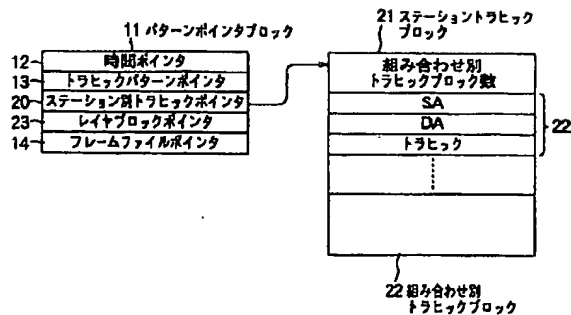 11 パターンポインタブロック
12 時間ポインタ
13 トラヒックパターンポインタ
20 ステーション別トラヒックポインタ
23 レイヤブロックポインタ
14 フレームファイルポインタ
21 ステーショントラヒック
ブロック
組み合わせ別
トラヒックブロック数
SA
DA
トラヒック
22
22 組み合わせ別
トラヒックブロック